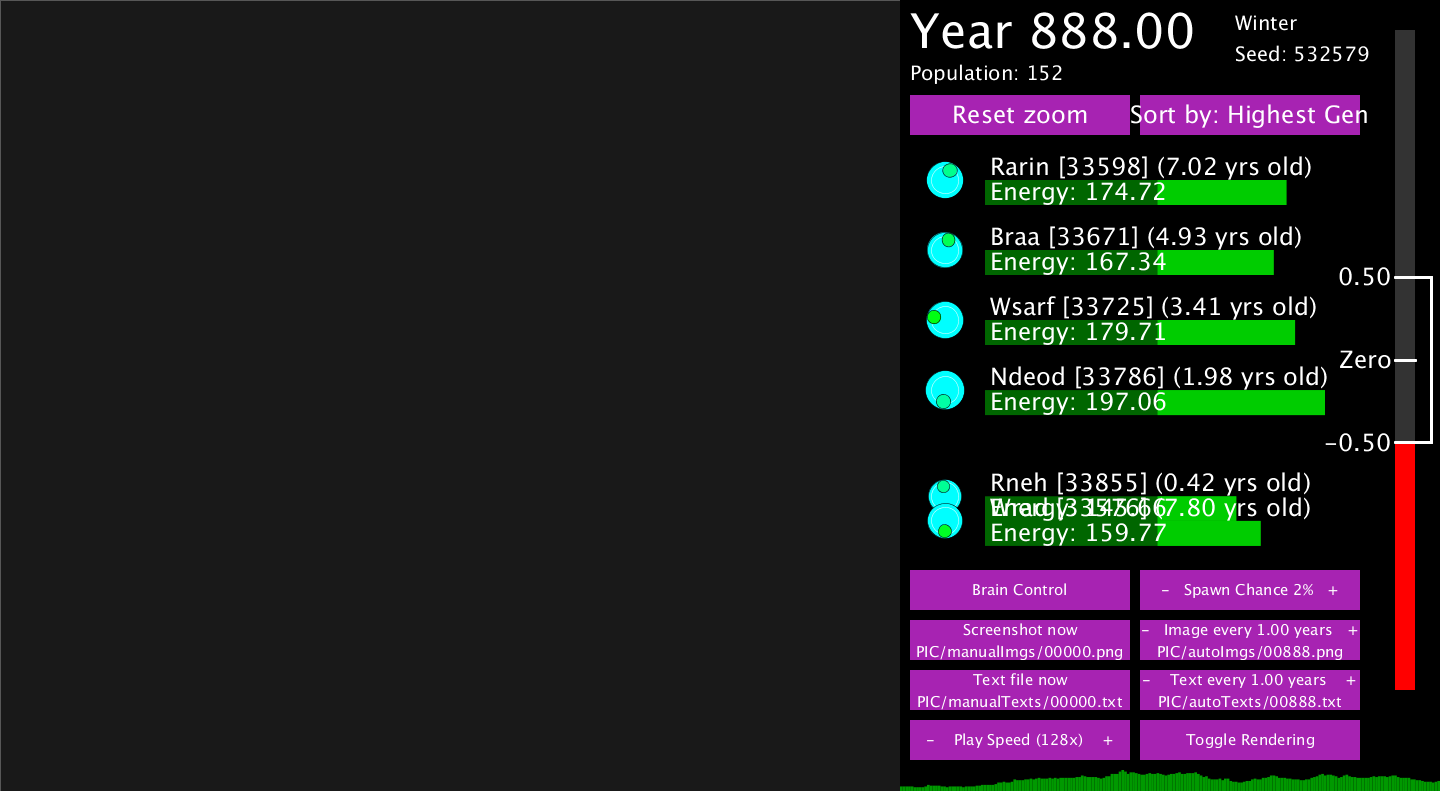 Year 888.00
Winter
Seed: 532579
Population: 152
Reset zoom
Sort by: Highest Gen
Rarin [33598] (7.02 yrs old)
Energy: 174.72
Braa [33671] (4.93 yrs old)
Energy: 167.34
0.50
Wsarf [33725] (3.41 yrs old)
Energy: 179.71
Zero
Ndeod [33786] (1.98 yrs old)
Energy: 197.06
-0.50
Rneh [33855] (0.42 yrs old)
(7.80 yrs old)
Energy: 159.77
Brain Control
- Spawn Chance 2% +
Screenshot now
PIC/manualImgs/00000.png
- Image every 1.00 years +
PIC/autoImgs/00888.png
Text file now
PIC/manualTexts/00000.txt
- Text every 1.00 years +
PIC/autoTexts/00888.txt
- Play Speed (128x) +
Toggle Rendering